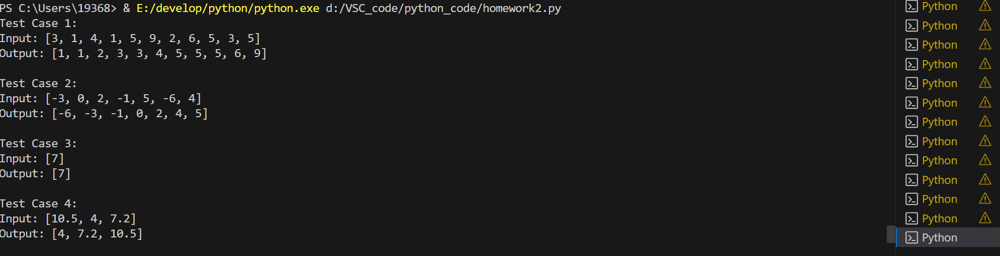 PS C:\Users\19368> & E:/develop/python/python.exe d:/VSC_code/python_code/homework2.py
Test Case 1:
Input: [3, 1, 4, 1, 5, 9, 2, 6, 5, 3, 5]
Output: [1, 1, 2, 3, 3, 4, 5, 5, 5, 6, 9]
Test Case 2:
Input: [-3, 0, 2, -1, 5, -6, 4]
Output: [-6, -3, -1, 0, 2, 4, 5]
Test Case 3:
Input: [7]
Output: [7]
Test Case 4:
Input: [10.5, 4, 7.2]
Output: [4, 7.2, 10.5]
Python
Python
Python
Python
Python
Python
Python
Python
Python
Python
Python
Python
Python